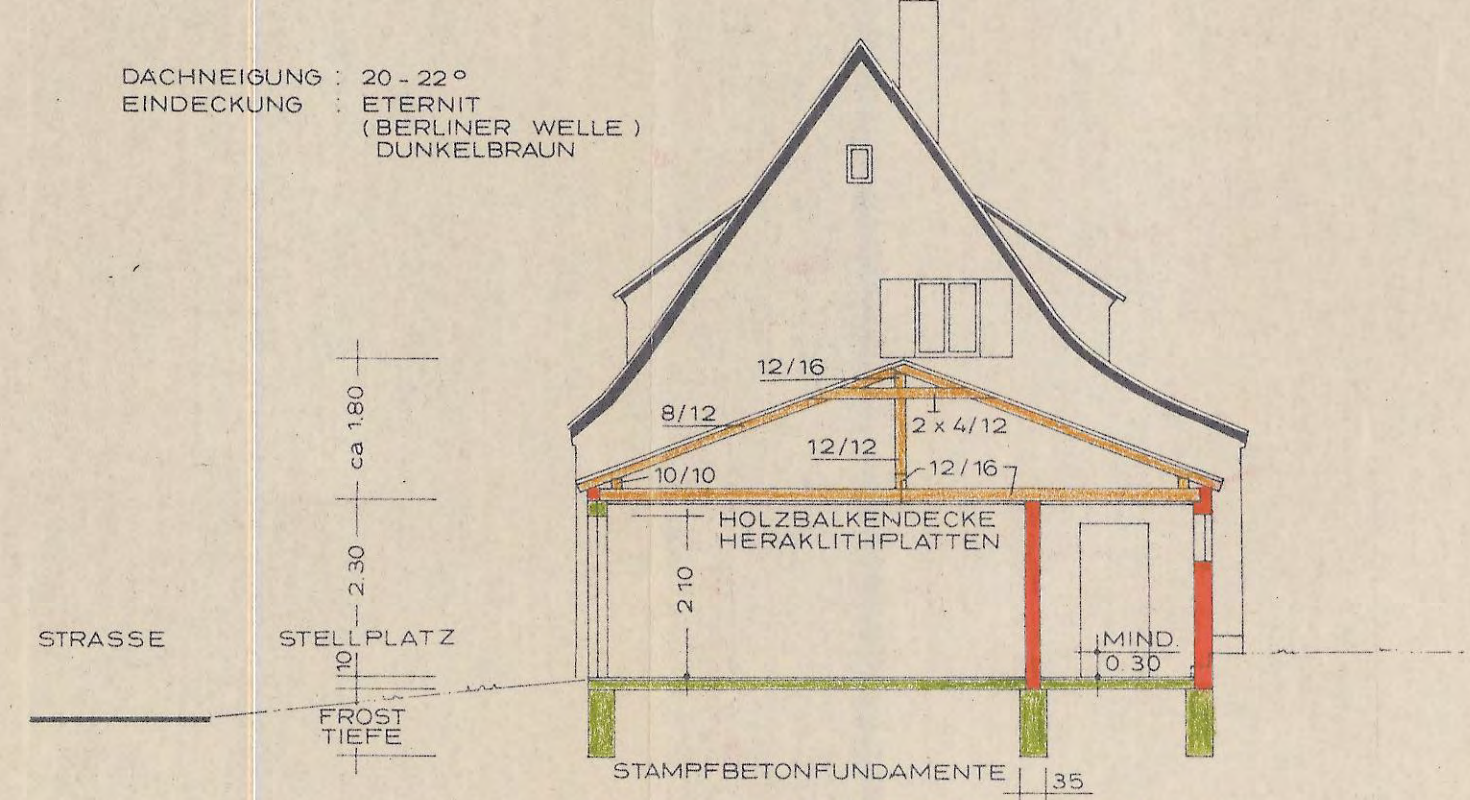 DACHNEIGUNG : 20 - 22°
EINDECKUNG : ETERNIT
(BERLINER WELLE)
DUNKELBRAUN
12/16
ca 1.80
8/12
2 x 4/12
12/12
10/10
12/16
HOLZBALKENDECKE
HERAKLITHPLATTEN
2.30
2 10
STRASSE
STELLPLATZ
MIND.
0.30
10
FROST
TIEFE
STAMPFBETONFUNDAMENTE
35